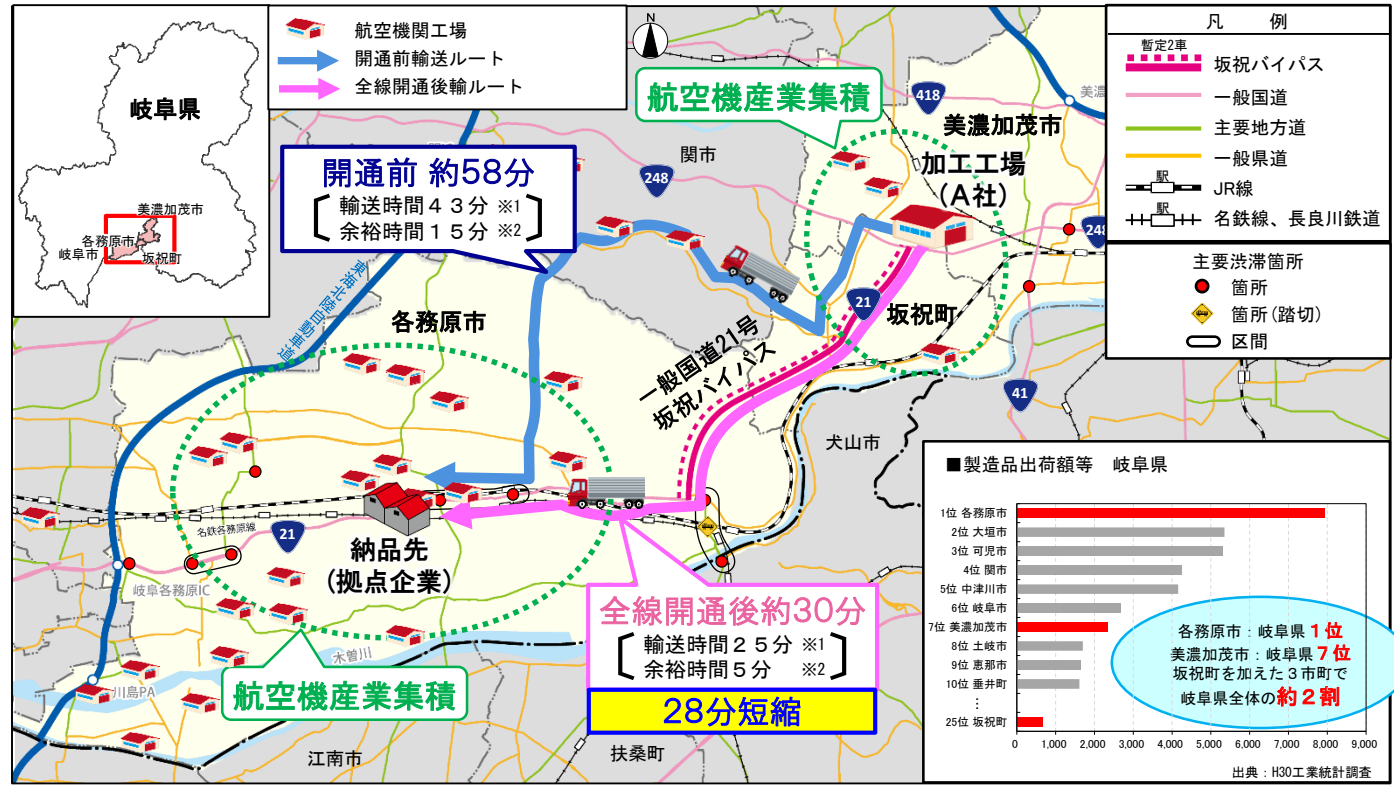 岐阜県
美濃加茂市
各務原市
岐阜市
坂祝町
航空機関工場
開通前輸送ルート
全線開通後輸ルート
N
凡 例
暫定2車
坂祝バイパス
一般国道
主要地方道
一般県道
駅
JR線
駅
名鉄線、長良川鉄道
主要渋滞箇所
箇所
箇所(踏切)
区間
航空機産業集積
418
美濃加茂市
加工工場
(A社)
関市
248
248
開通前 約58分
輸送時間43分 ※1
余裕時間15分 ※2
東海北陸自動車道
各務原市
21
坂祝町
一般国道21号
坂祝バイパス
41
犬山市
名鉄各務原線
21
納品先
(拠点企業)
岐阜各務原IC
全線開通後約30分
輸送時間25分 ※1
余裕時間5分 ※2
28分短縮
木曽川
川島PA
航空機産業集積
江南市
扶桑町
■製造品出荷額等 岐阜県
1位 各務原市
2位 大垣市
3位 可児市
4位 関市
5位 中津川市
6位 岐阜市
7位 美濃加茂市
8位 土岐市
9位 恵那市
10位 垂井町
⋮
25位 坂祝町
0 1,000 2,000 3,000 4,000 5,000 6,000 7,000 8,000 9,000
各務原市:岐阜県1位
美濃加茂市:岐阜県7位
坂祝町を加えた3市町で
岐阜県全体の約2割
出典:H30工業統計調査